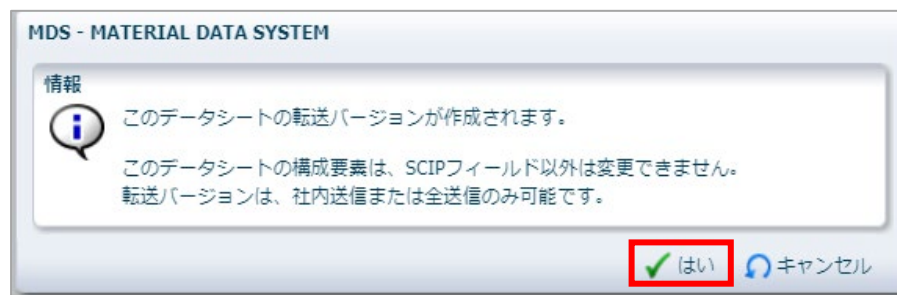 MDS - MATERIAL DATA SYSTEM
情報
このデータシートの転送バージョンが作成されます。
このデータシートの構成要素は、SCIPフィールド以外は変更できません。
転送バージョンは、社内送信または全送信のみ可能です。
はい キャンセル